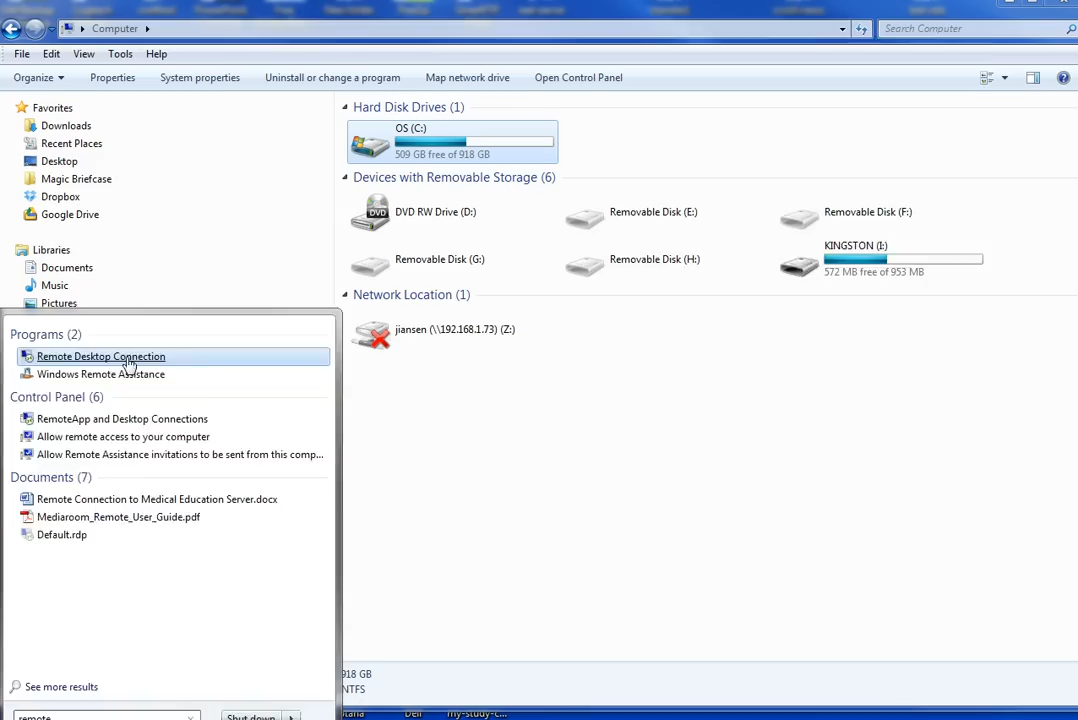 Computer
Search Computer
File Edit View Tools Help
Organize Properties System properties Uninstall or change a program Map network drive Open Control Panel
Favorites
Downloads
Recent Places
Desktop
Magic Briefcase
Dropbox
Google Drive
Libraries
Documents
Music
Pictures
Hard Disk Drives (1)
OS (C:)
509 GB free of 918 GB
Devices with Removable Storage (6)
DVD
DVD RW Drive (D:)
Removable Disk (E:)
Removable Disk (F:)
Removable Disk (G:)
Removable Disk (H:)
KINGSTON (I:)
572 MB free of 953 MB
Network Location (1)
jiansen (\\192.168.1.73) (Z:)
Programs (2)
Remote Desktop Connection
Windows Remote Assistance
Control Panel (6)
RemoteApp and Desktop Connections
Allow remote access to your computer
Allow Remote Assistance invitations to be sent from this comp...
Documents (7)
Remote Connection to Medical Education Server.docx
Mediaroom_Remote_User_Guide.pdf
Default.rdp
See more results
remote
Shut down
918 GB
NTFS
Dell my-study-c...